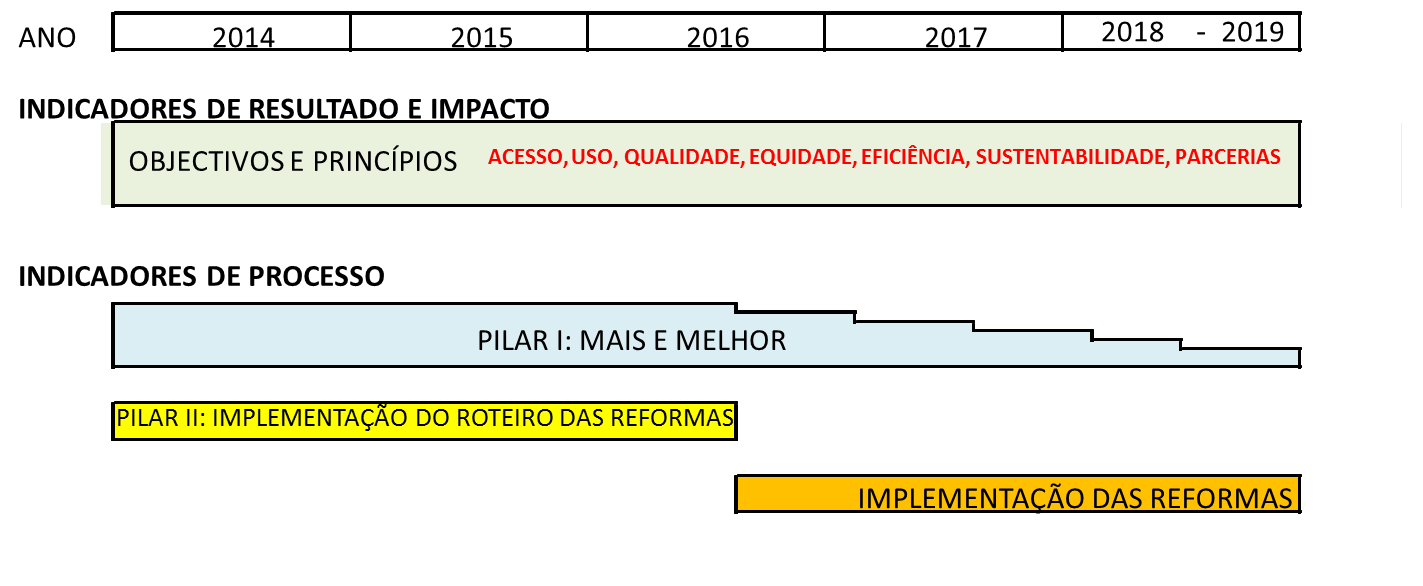 ANO 2014 2015 2016 2017 2018 - 2019
INDICADORES DE RESULTADO E IMPACTO
OBJECTIVOS E PRINCÍPIOS ACESSO, USO, QUALIDADE, EQUIDADE, EFICIÊNCIA, SUSTENTABILIDADE, PARCERIAS
INDICADORES DE PROCESSO
PILAR I: MAIS E MELHOR
PILAR II: IMPLEMENTAÇÃO DO ROTEIRO DAS REFORMAS
IMPLEMENTAÇÃO DAS REFORMAS